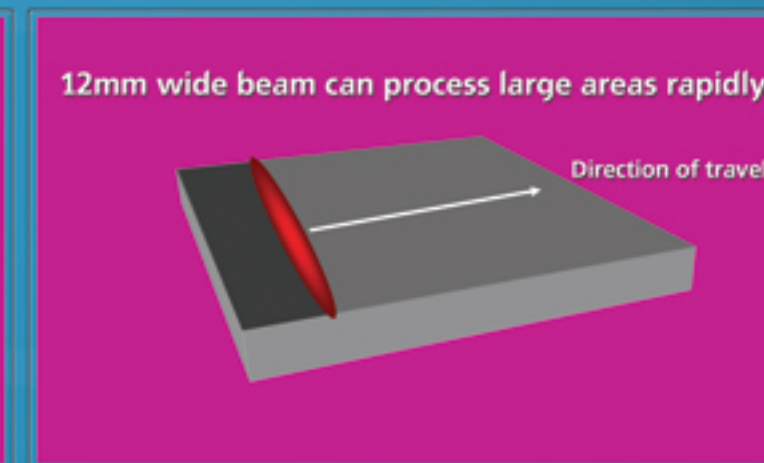 12mm wide beam can process large areas rapidly
Direction of travel